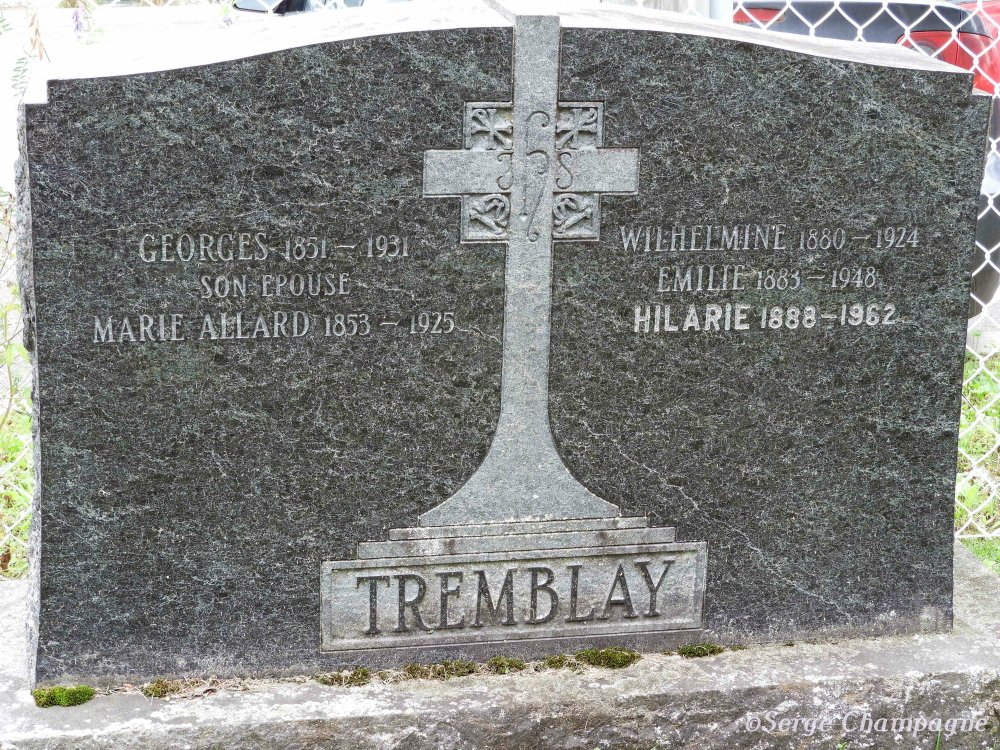 IHS
GEORGES 1851 – 1931
SON EPOUSE
MARIE ALLARD 1853 – 1925
WILHELMINE 1880 – 1924
EMILIE 1883 – 1948
HILARIE 1888 – 1962
TREMBLAY
©Serge Champagne